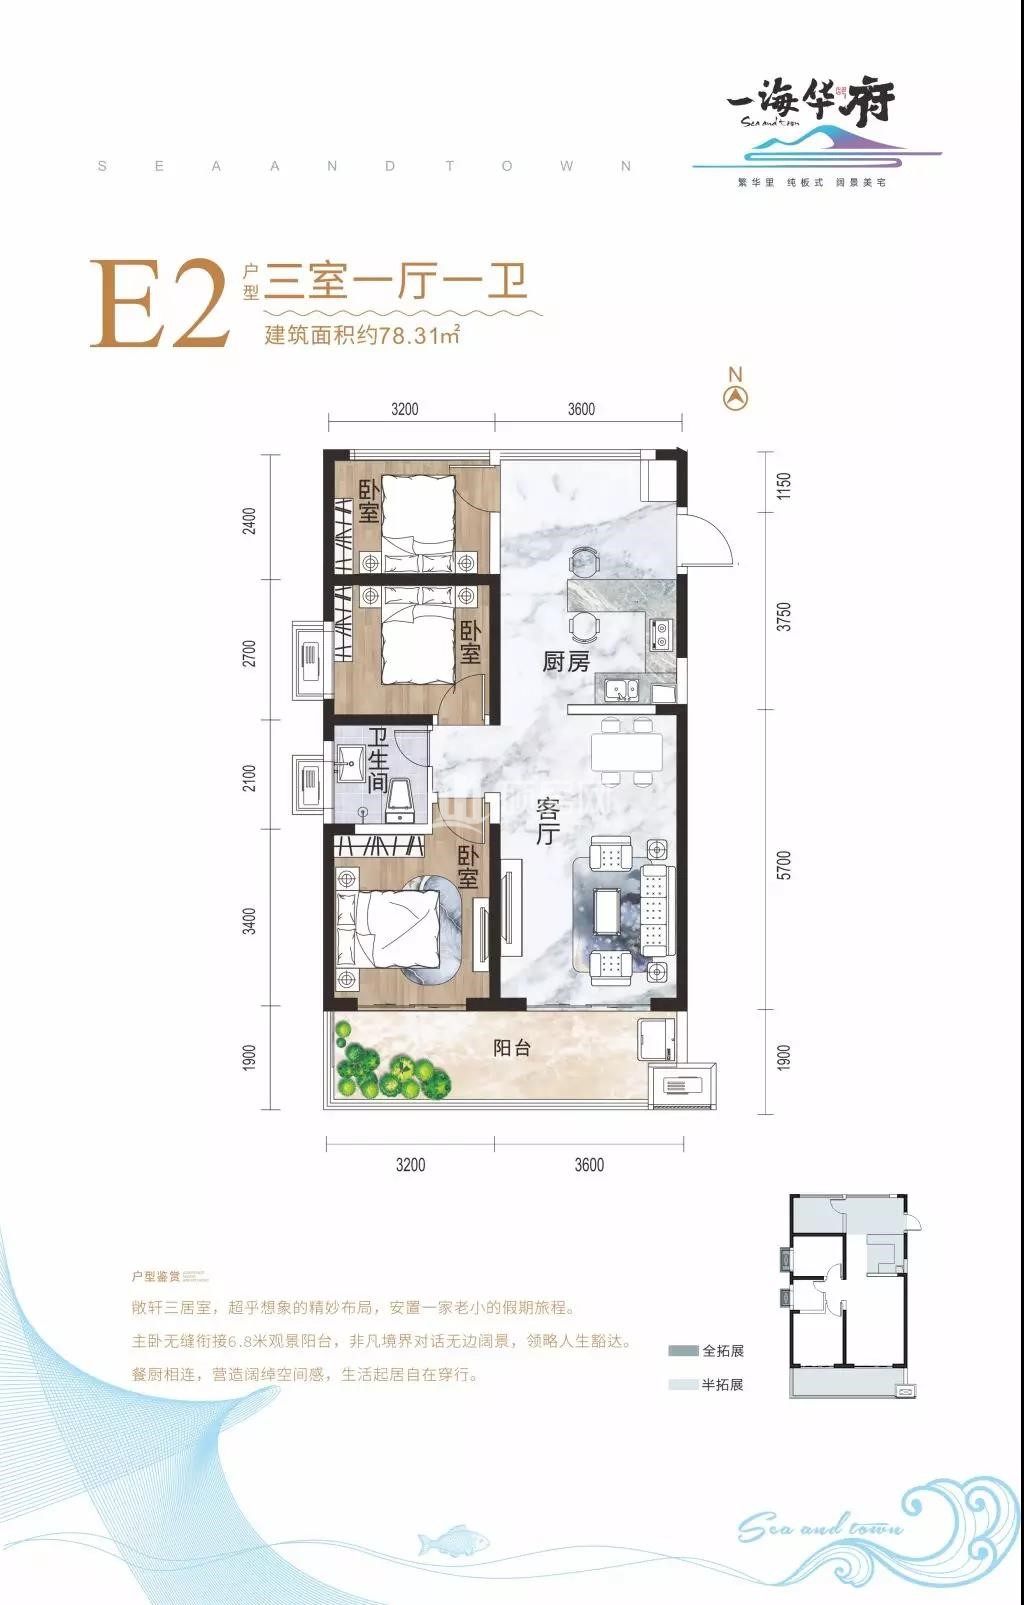 一海华府
Sea and town
繁华里 纯板式 阔景美宅
SEA AND TOWN
E2
户型
三室一厅一卫
建筑面积约78.31㎡
N
3200
3600
2400
2700
2100
3400
1900
1150
3750
5700
1900
卧室
卧室
厨房
卫生间
客厅
卧室
阳台
3200
3600
户型鉴赏
敞轩三居室，超乎想象的精妙布局，安置一家老小的假期旅程。
主卧无缝衔接6.8米观景阳台，非凡境界对话无边阔景，领略人生豁达。
餐厨相连，营造阔绰空间感，生活起居自在穿行。
全拓展
半拓展
Sea and town